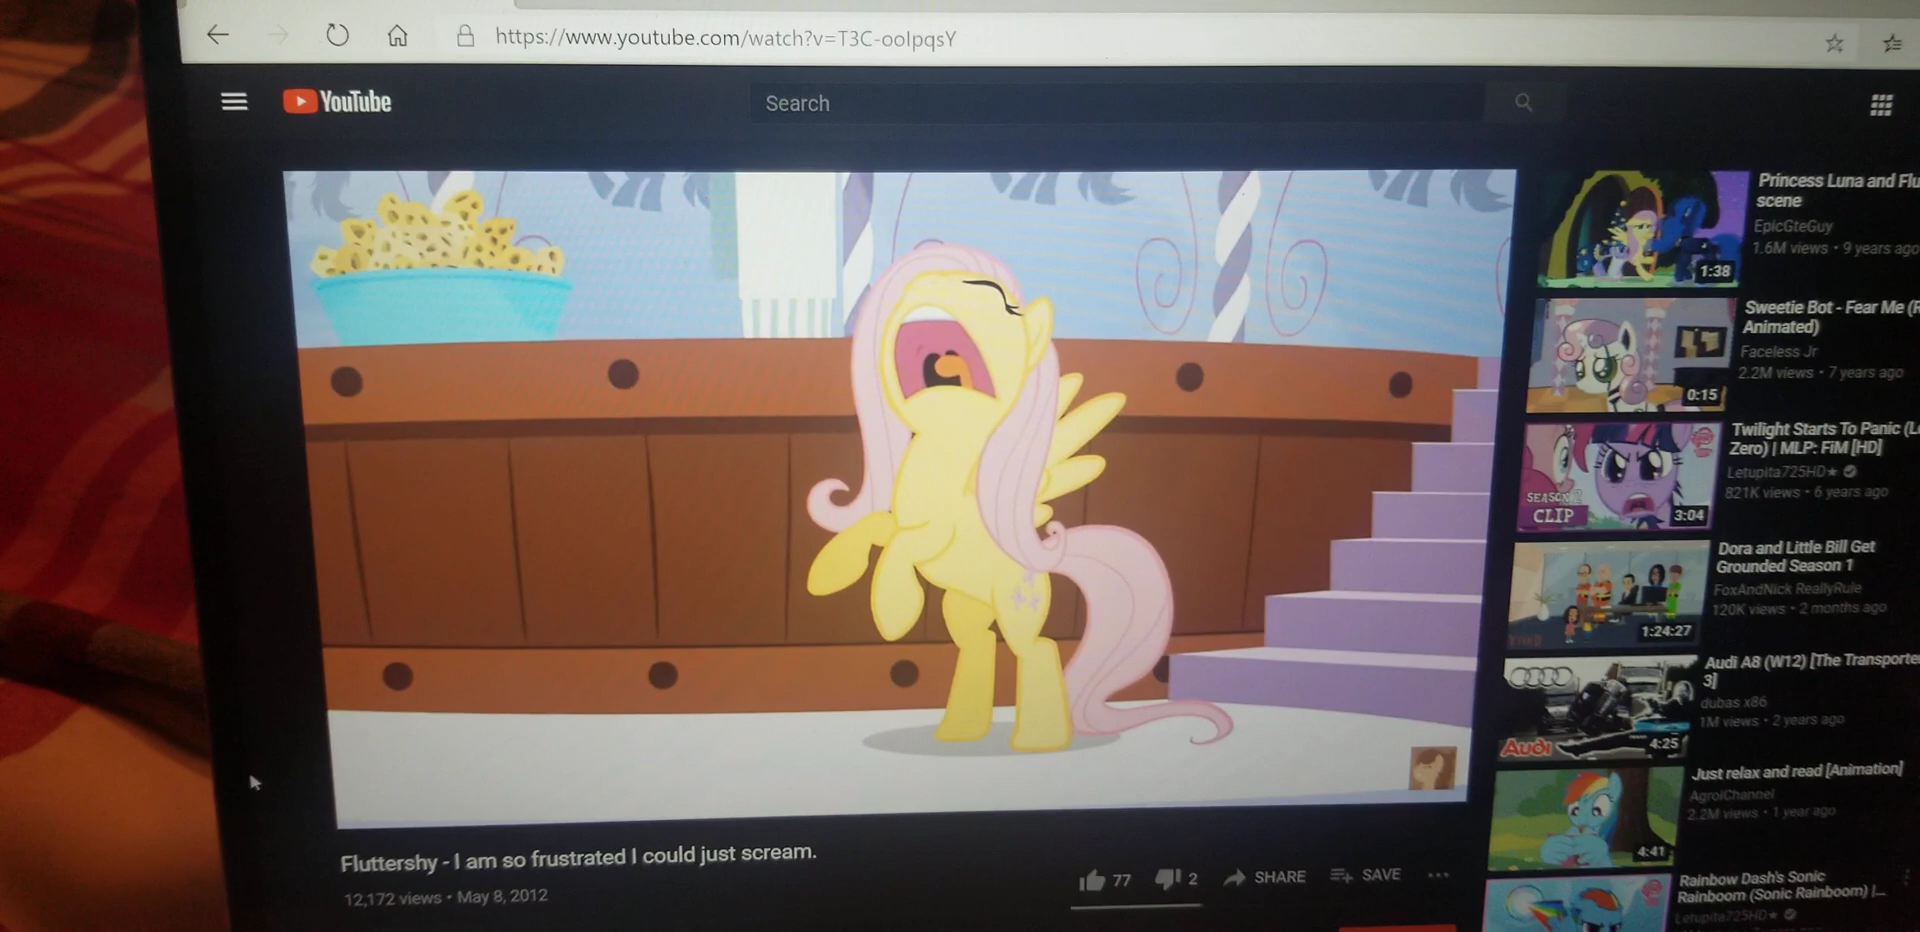 https://www.youtube.com/watch?v=T3C-oolpqsY
YouTube
Search
Fluttershy - I am so frustrated I could just scream.
12,172 views • May 8, 2012
77
2
SHARE
SAVE
Princess Luna and Flu
scene
EpicGteGuy
1.6M views • 9 years ago
1:38
Sweetie Bot - Fear Me (R
Animated)
Faceless Jr
2.2M views • 7 years ago
0:15
Twilight Starts To Panic (Le
Zero) | MLP: FiM [HD]
Letupita725HD★
821K views • 6 years ago
SEASON 2
CLIP
3:04
Dora and Little Bill Get
Grounded Season 1
FoxAndNick ReallyRule
120K views • 2 months ago
1:24:27
Audi A8 (W12) [The Transporte
3]
dubas x86
1M views • 2 years ago
Audi
4:25
Just relax and read [Animation]
AgrolChannel
2.2M views • 1 year ago
4:41
Rainbow Dash's Sonic
Rainboom (Sonic Rainboom) |...
Letupita725HD★